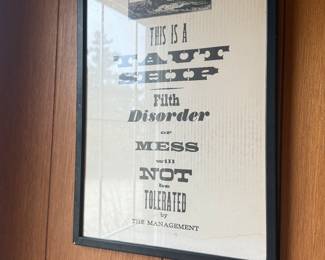 THIS IS A
TAUT
SHIP
Filth
Disorder
or
MESS
will
NOT
be
TOLERATED
by
THE MANAGEMENT